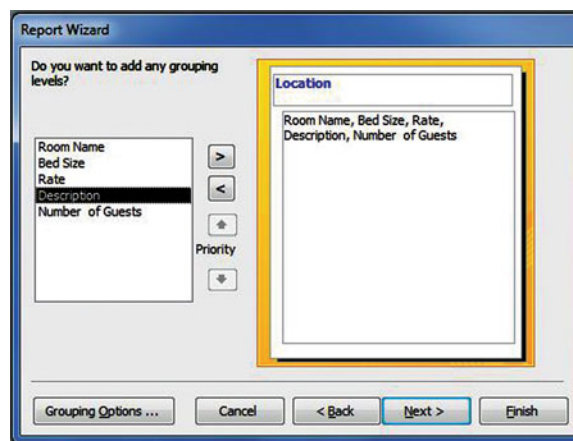 Report Wizard
Do you want to add any grouping
levels?
Room Name
Bed Size
Rate
Description
Number of Guests
>
<
Priority
Location
Room Name, Bed Size, Rate,
Description, Number of Guests
Grouping Options ...
Cancel
< Back
Next >
Finish